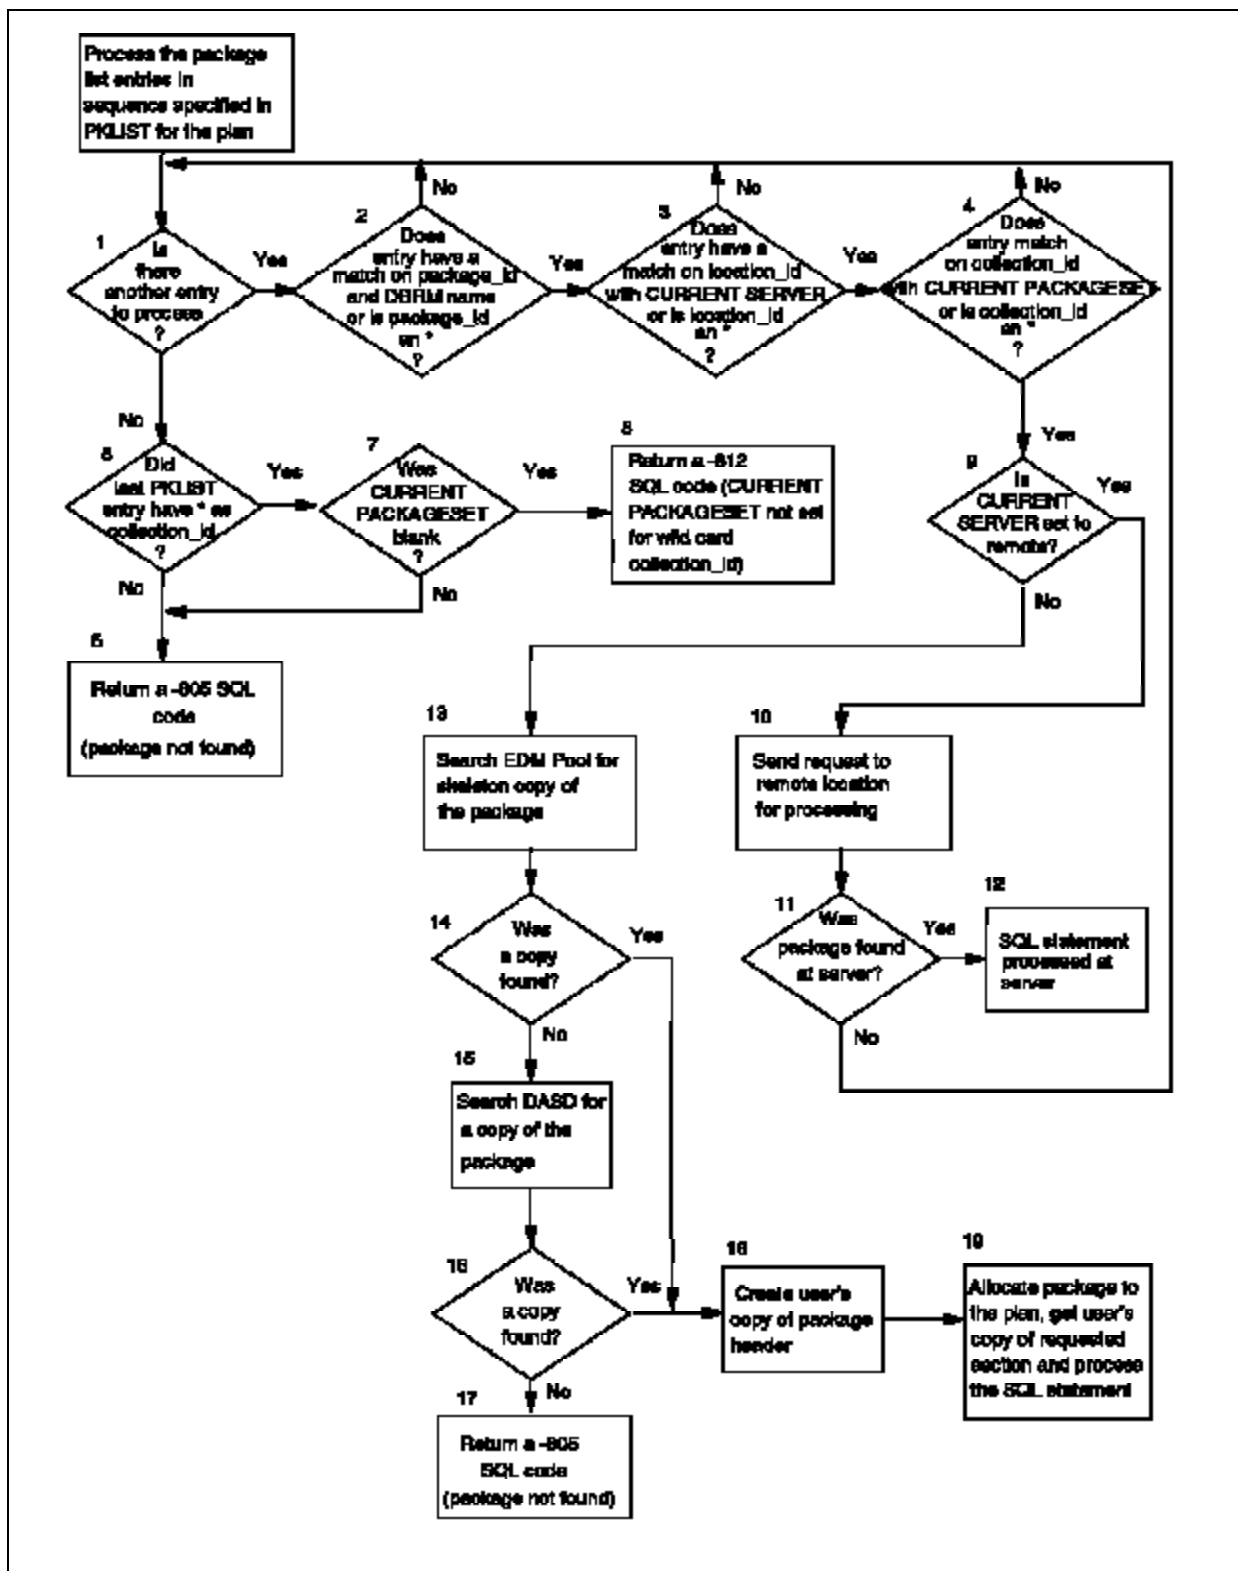 Process the package
list entries in
sequence specified in
PKLIST for the plan
No
No
No
1
Is
there
another entry
to process
?
Yes
2
Does
entry have a
match on package_id
and DBRM name
or is package_id
an *
?
Yes
3
Does
entry have a
match on location_id
with CURRENT SERVER
or is location_id
an *
?
Yes
4
Does
entry match
on collection_id
with CURRENT PACKAGESET
or is collection_id
an *
?
No
Yes
5
Did
last PKLIST
entry have * as
collection_id
?
Yes
7
Was
CURRENT
PACKAGESET
blank
?
Yes
8
Return a -812
SQL code (CURRENT
PACKAGESET not set
for wild card
collection_id)
9
Is
CURRENT
SERVER set to
remote?
Yes
No
No
No
6
Return a -805 SQL
code
(package not found)
13
Search EDM Pool for
skeleton copy of
the package
10
Send request to
remote location
for processing
14
Was
a copy
found?
Yes
No
11
Was
package found
at server?
Yes
No
12
SQL statement
processed at
server
15
Search DASD for
a copy of the
package
16
Was
a copy
found?
Yes
No
18
Create user's
copy of package
header
19
Allocate package to
the plan, get user's
copy of requested
section and process
the SQL statement
17
Return a -805
SQL code
(package not found)